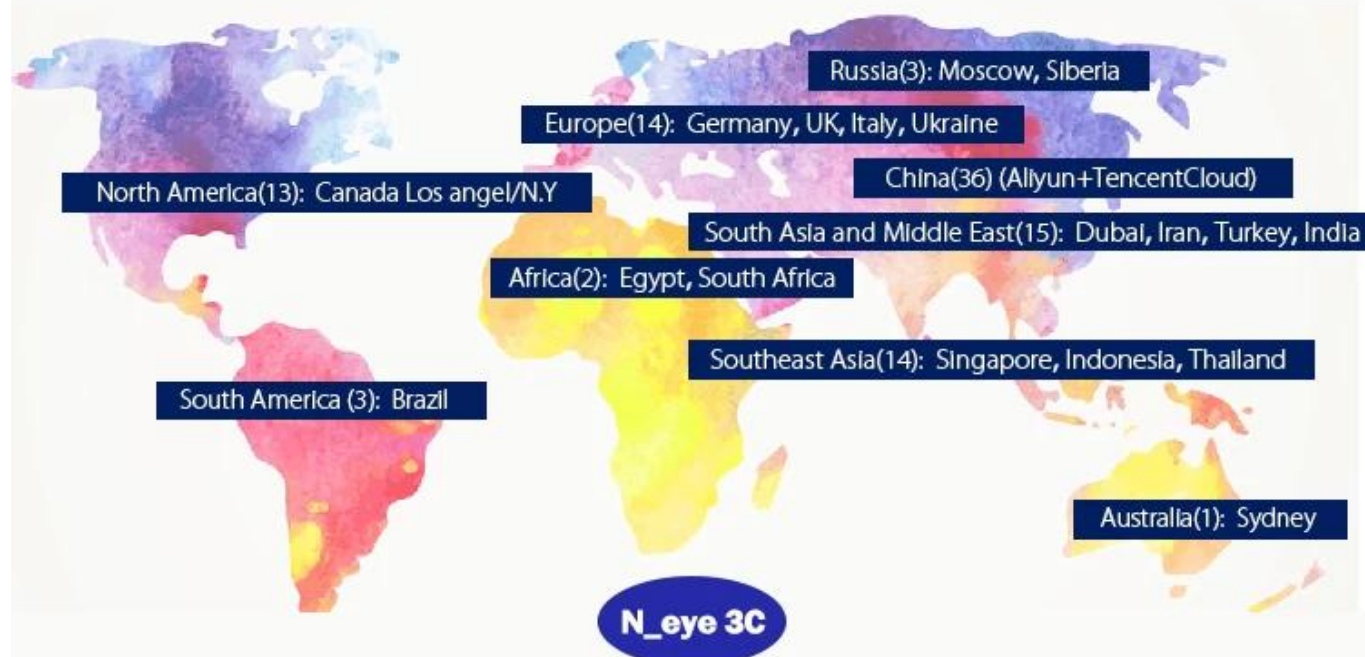 Russia(3): Moscow, Siberia
Europe(14): Germany, UK, Italy, Ukraine
China(36) (Aliyun+TencentCloud)
North America(13): Canada Los angel/N.Y
South Asia and Middle East(15): Dubai, Iran, Turkey, India
Africa(2): Egypt, South Africa
Southeast Asia(14): Singapore, Indonesia, Thailand
South America (3): Brazil
Australia(1): Sydney
N_eye 3C